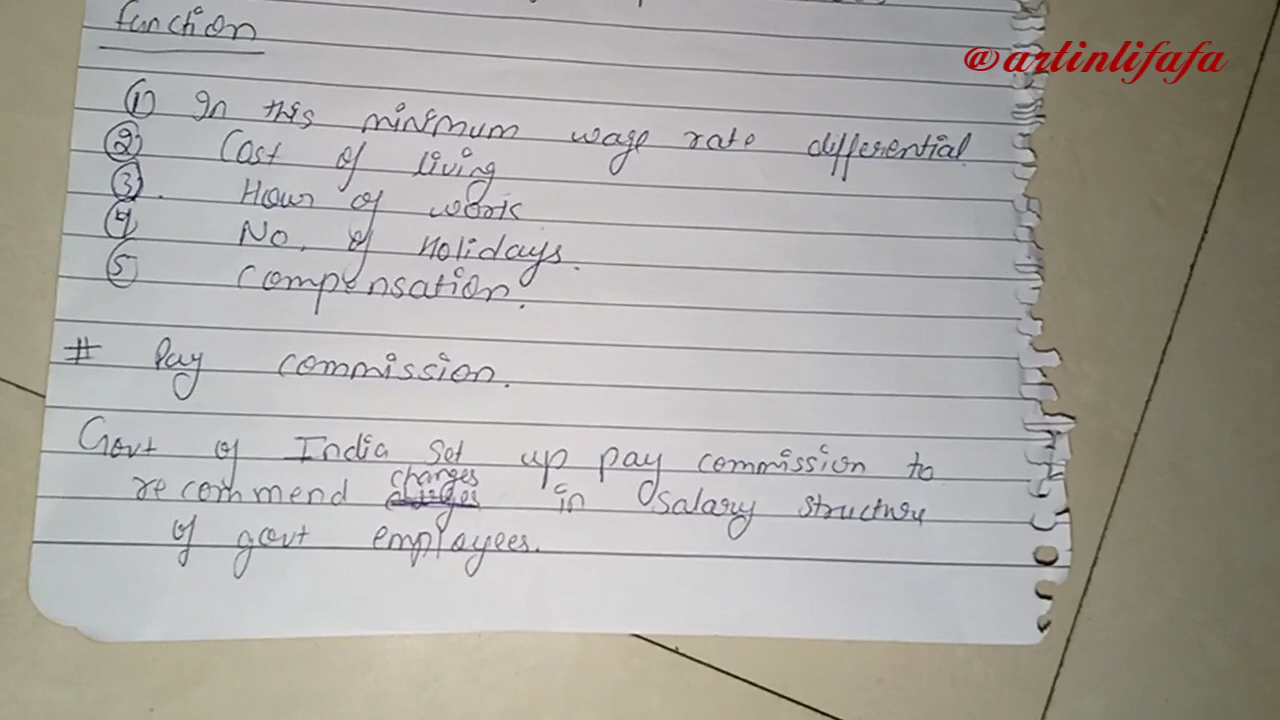 function
@artinlifafa
① In this minimum wage rate differential
② Cost of living
③. Hour of work
④ No. of Holidays.
⑤ Compensation.
# Pay commission.
Govt of India set up pay commission to
recommend changes in salary structure
of govt employees.